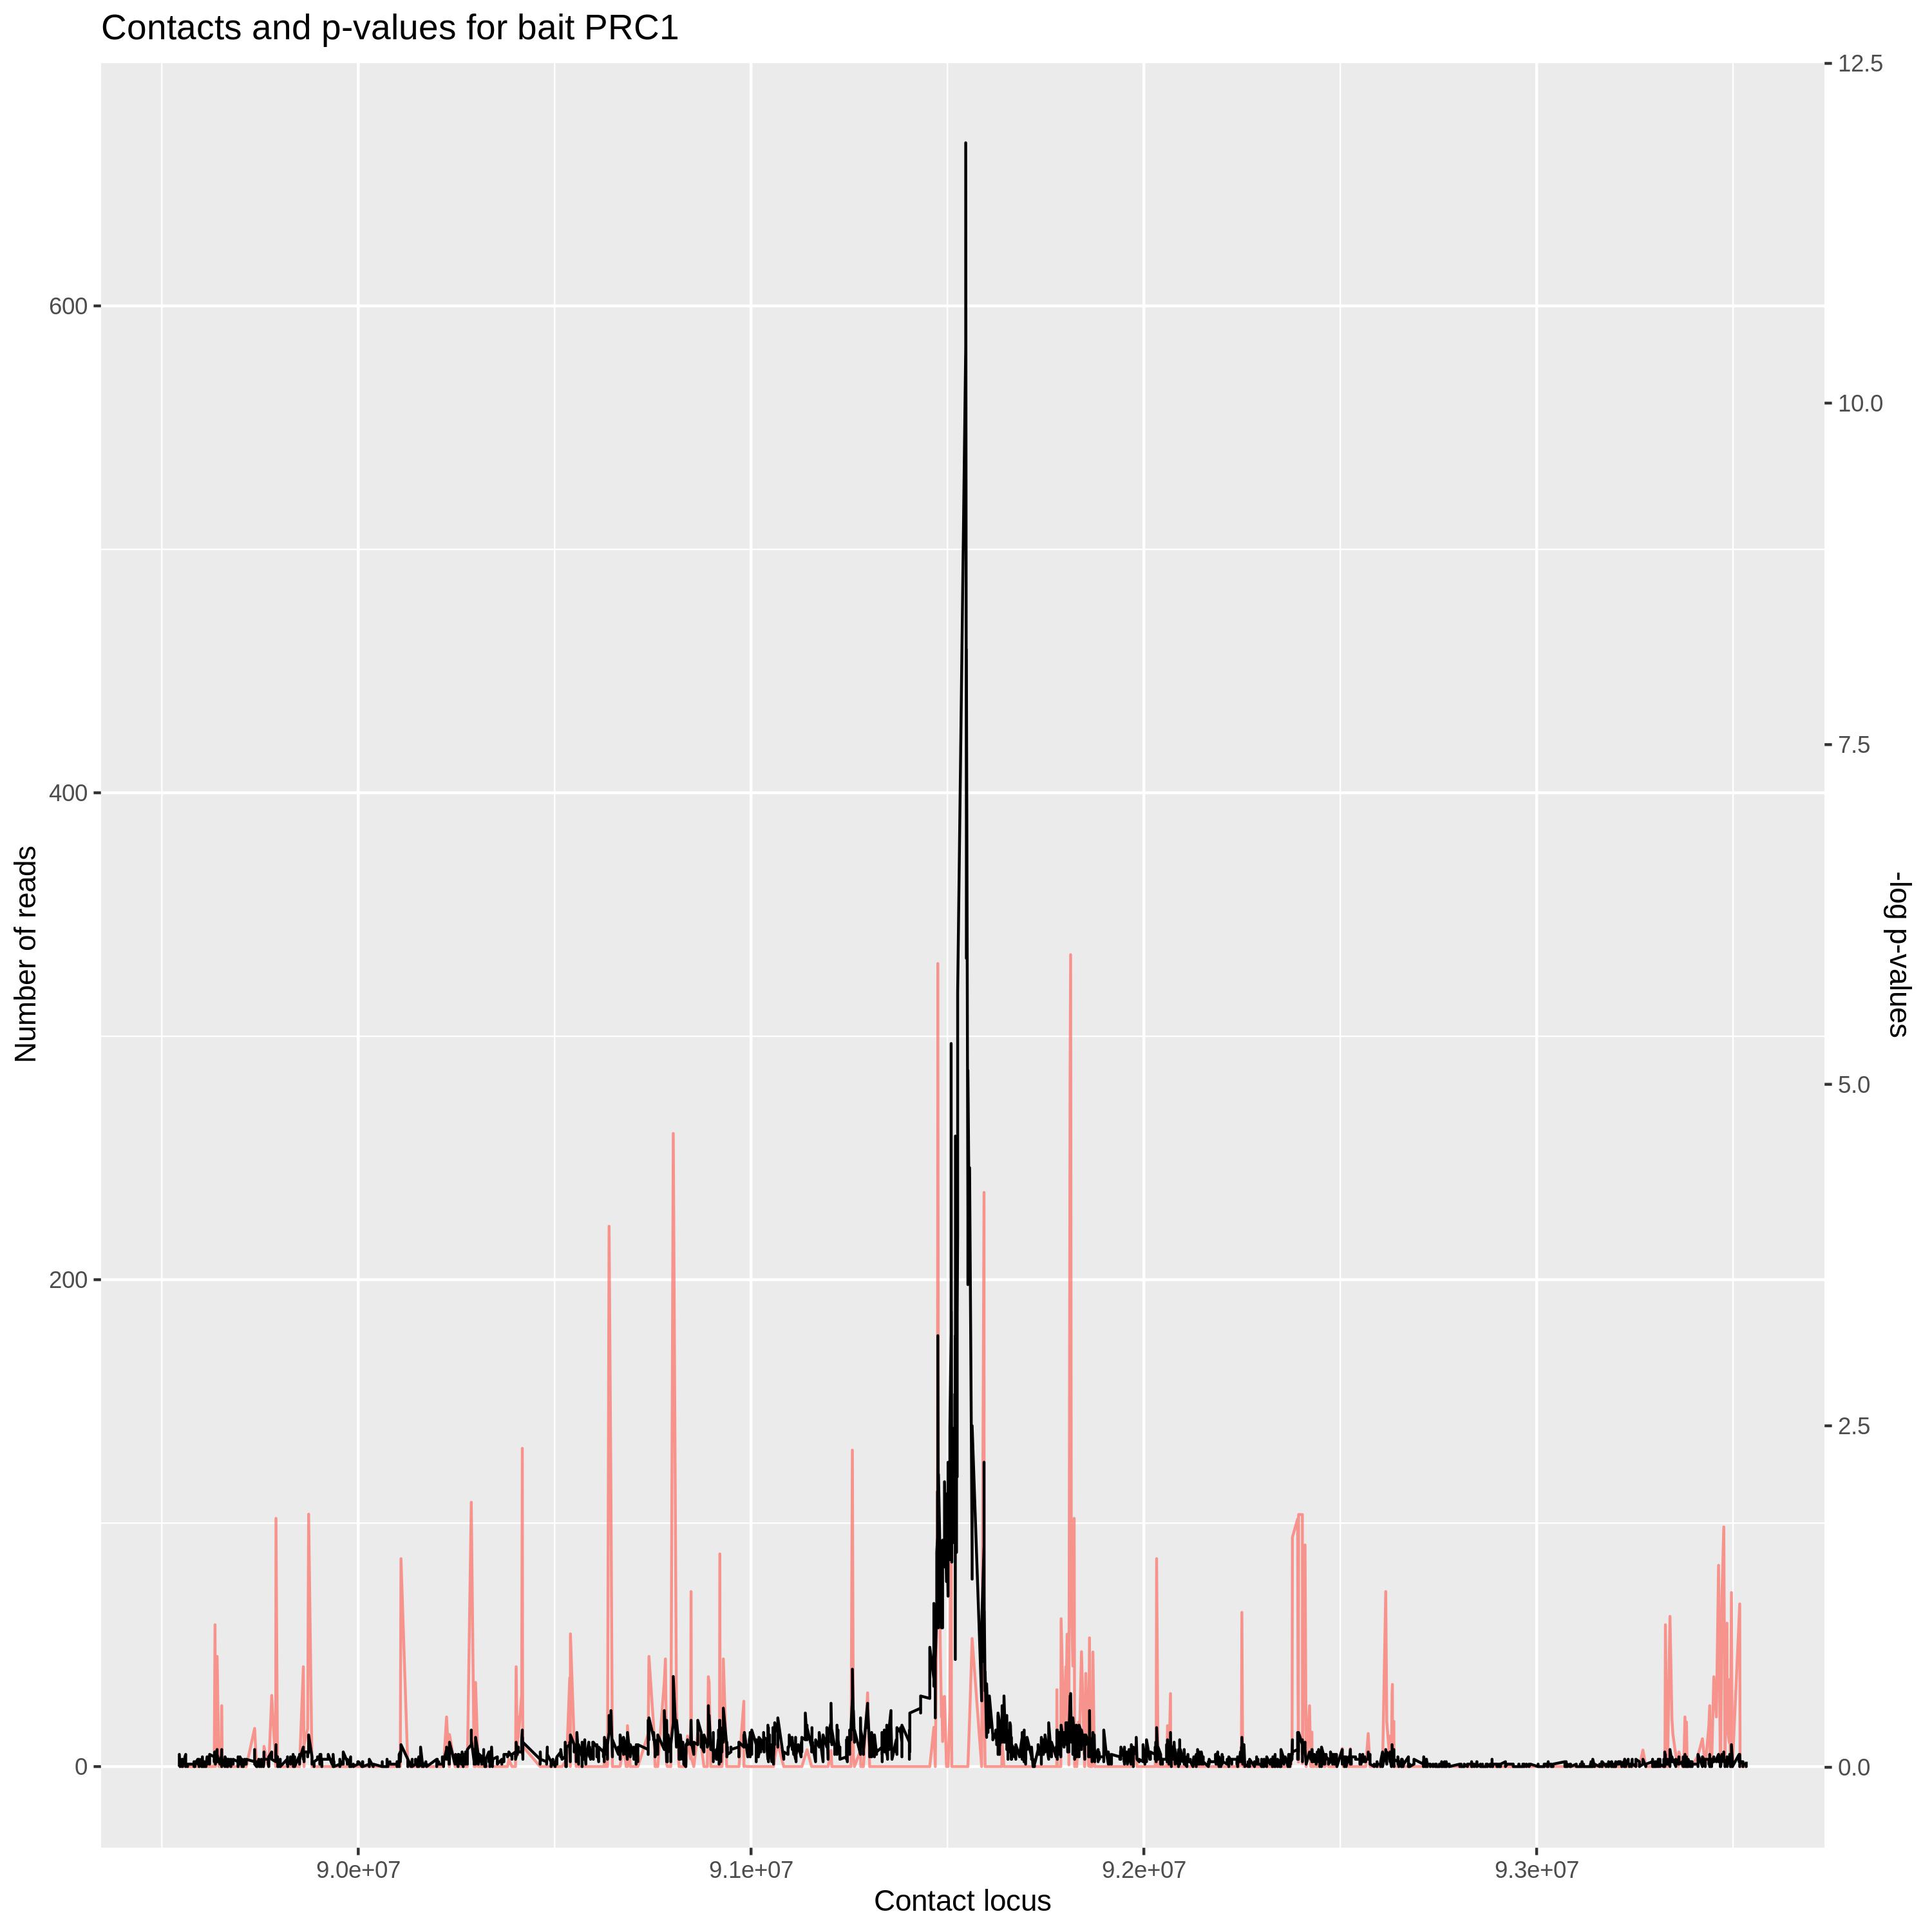 Contacts and p-values for bait PRC1
12.5
600
10.0
7.5
400
Number of reads
-log p-values
5.0
200
2.5
0
0.0
9.0e+07
9.1e+07
9.2e+07
9.3e+07
Contact locus